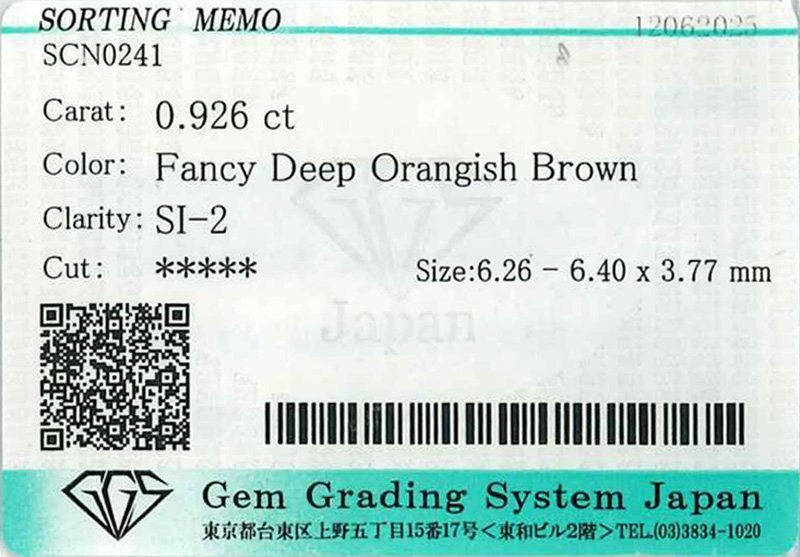 SORTING MEMO
12062025
SCN0241
Carat: 0.926 ct
Color: Fancy Deep Orangish Brown
Clarity: SI-2
Cut: *****
Size:6.26 - 6.40 x 3.77 mm
Japan
GGS
Gem Grading System Japan
東京都台東区上野五丁目15番17号<東和ビル2階>TEL.(03)3834-1020